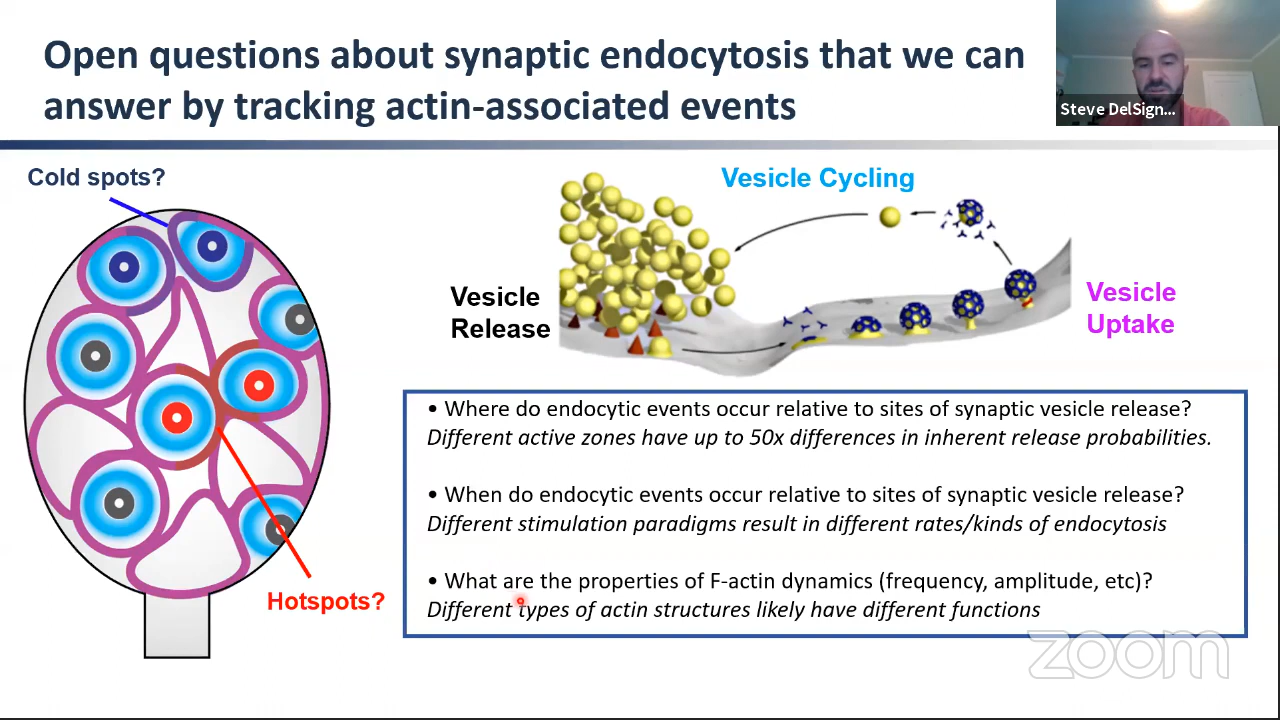 Open questions about synaptic endocytosis that we can
answer by tracking actin-associated events
Steve DelSign...
Cold spots?
Vesicle Cycling
Vesicle
Release
Vesicle
Uptake
Hotspots?
• Where do endocytic events occur relative to sites of synaptic vesicle release?
Different active zones have up to 50x differences in inherent release probabilities.
• When do endocytic events occur relative to sites of synaptic vesicle release?
Different stimulation paradigms result in different rates/kinds of endocytosis
• What are the properties of F-actin dynamics (frequency, amplitude, etc)?
Different types of actin structures likely have different functions
zoom